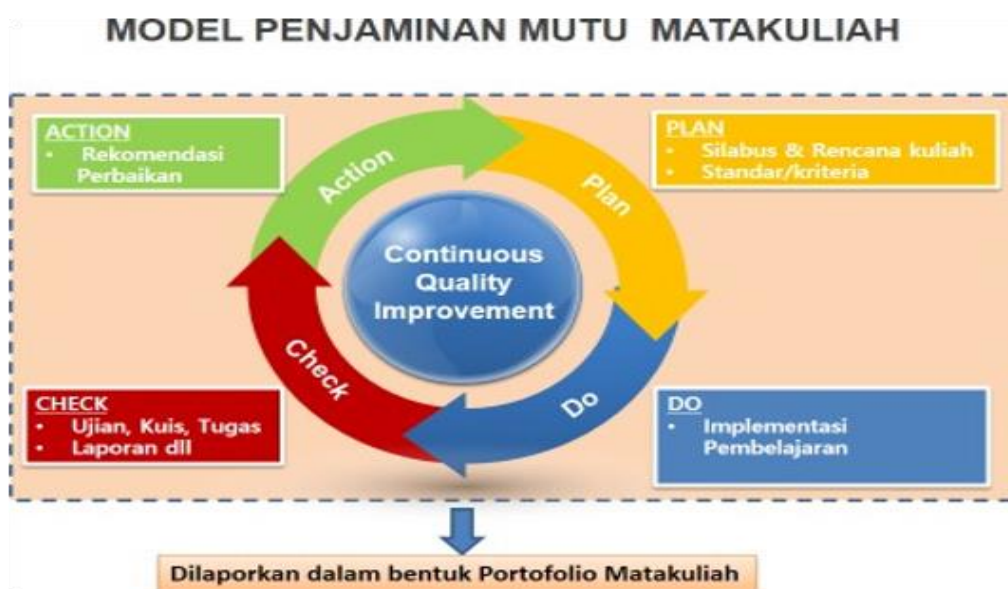 MODEL PENJAMINAN MUTU MATAKULIAH
ACTION
• Rekomendasi
Perbaikan
PLAN
• Silabus & Rencana kuliah
• Standar/kriteria
Action
Plan
Continuous
Quality
Improvement
Check
Do
CHECK
• Ujian, Kuis, Tugas
• Laporan dll
DO
• Implementasi
Pembelajaran
Dilaporkan dalam bentuk Portofolio Matakuliah